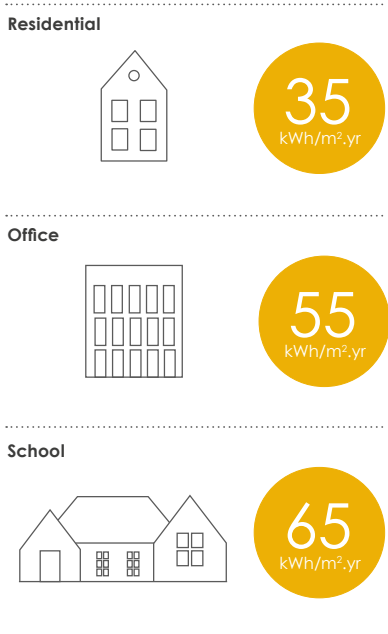 Residential
35
kWh/m².yr
Office
55
kWh/m².yr
School
65
kWh/m².yr